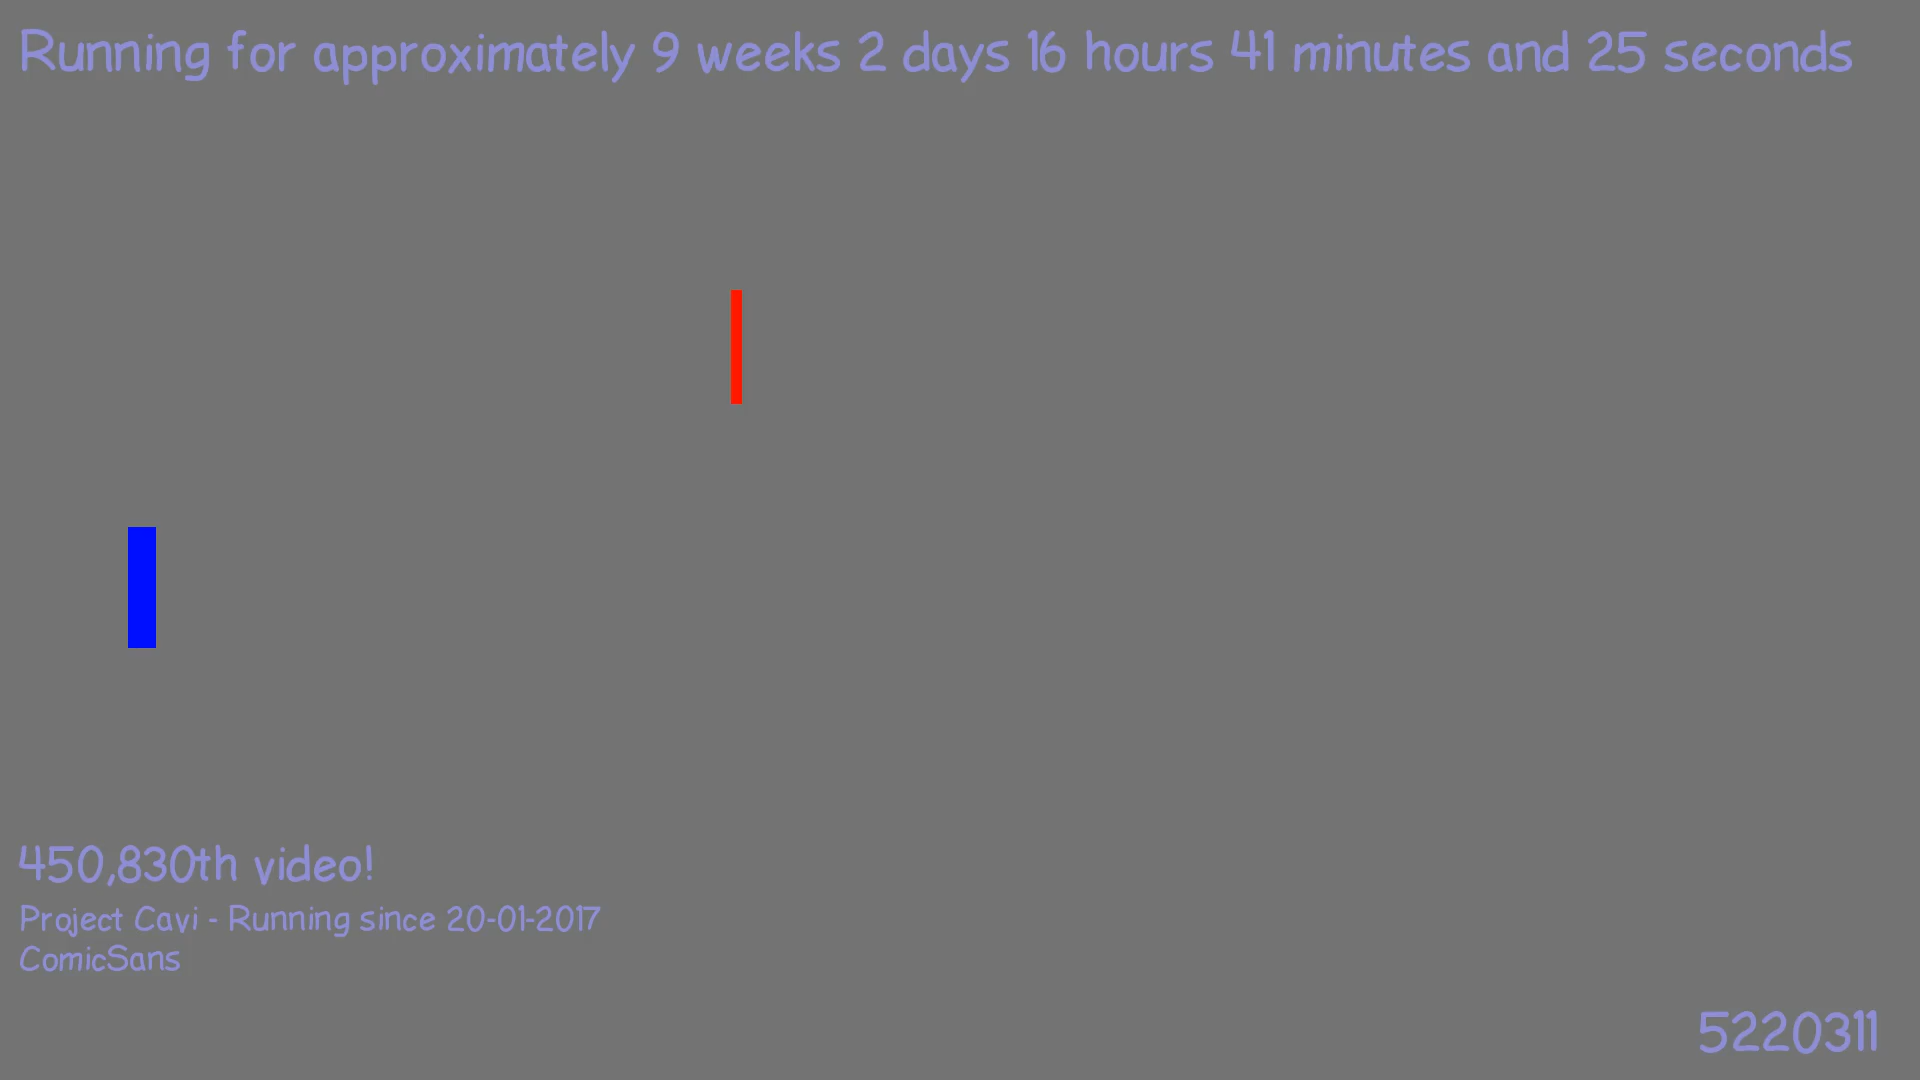 Running for approximately 9 weeks 2 days 16 hours 41 minutes and 25 seconds
450,830th video!
Project Cavi - Running since 20-01-2017
ComicSans
5220311